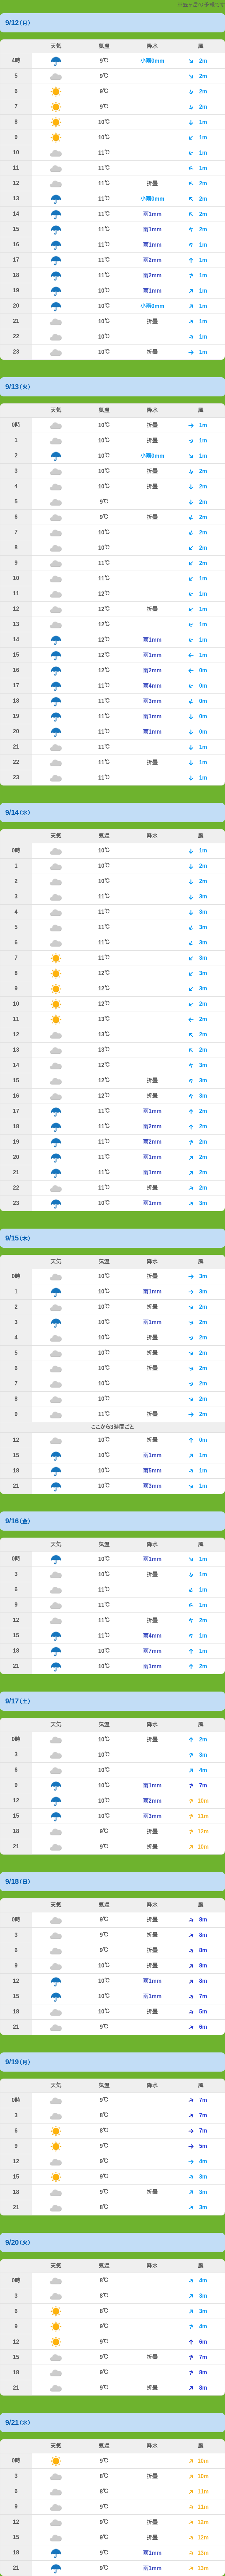 9/12(月)
天気 気温 降水 風
4時 9℃ 小雨0mm 2m
5 9℃ 2m
6 9℃ 2m
7 9℃ 2m
8 10℃ 1m
9 10℃ 1m
10 11℃ 1m
11 11℃ 1m
12 11℃ 折畳 2m
13 11℃ 小雨0mm 2m
14 11℃ 雨1mm 2m
15 11℃ 雨1mm 2m
16 11℃ 雨1mm 1m
17 11℃ 雨2mm 1m
18 11℃ 雨2mm 1m
19 10℃ 雨1mm 1m
20 10℃ 小雨0mm 1m
21 10℃ 折畳 1m
22 10℃ 1m
23 10℃ 折畳 1m
9/13(火)
天気 気温 降水 風
0時 10℃ 折畳 1m
1 10℃ 折畳 1m
2 10℃ 小雨0mm 1m
3 10℃ 折畳 2m
4 10℃ 折畳 2m
5 9℃ 2m
6 9℃ 折畳 2m
7 10℃ 2m
8 10℃ 2m
9 11℃ 2m
10 11℃ 1m
11 12℃ 1m
12 12℃ 折畳 1m
13 12℃ 1m
14 12℃ 雨1mm 1m
15 12℃ 雨1mm 1m
16 12℃ 雨2mm 0m
17 11℃ 雨4mm 0m
18 11℃ 雨3mm 0m
19 11℃ 雨1mm 0m
20 11℃ 雨1mm 0m
21 11℃ 1m
22 11℃ 折畳 1m
23 11℃ 1m
9/14(水)
天気 気温 降水 風
0時 10℃ 1m
1 10℃ 2m
2 10℃ 2m
3 11℃ 3m
4 11℃ 3m
5 11℃ 3m
6 11℃ 3m
7 11℃ 3m
8 12℃ 3m
9 12℃ 3m
10 12℃ 2m
11 13℃ 2m
12 13℃ 2m
13 13℃ 2m
14 12℃ 3m
15 12℃ 折畳 3m
16 12℃ 折畳 3m
17 11℃ 雨1mm 2m
18 11℃ 雨2mm 2m
19 11℃ 雨2mm 2m
20 11℃ 雨1mm 2m
21 11℃ 雨1mm 2m
22 11℃ 折畳 2m
23 10℃ 雨1mm 3m
9/15(木)
天気 気温 降水 風
0時 10℃ 折畳 3m
1 10℃ 雨1mm 3m
2 10℃ 折畳 2m
3 10℃ 雨1mm 2m
4 10℃ 折畳 2m
5 10℃ 折畳 2m
6 10℃ 折畳 2m
7 10℃ 2m
8 10℃ 2m
9 11℃ 折畳 2m
ここから3時間ごと
12 10℃ 折畳 0m
15 10℃ 雨1mm 1m
18 10℃ 雨5mm 1m
21 10℃ 雨3mm 1m
9/16(金)
天気 気温 降水 風
0時 10℃ 雨1mm 1m
3 10℃ 折畳 1m
6 11℃ 1m
9 11℃ 1m
12 11℃ 折畳 2m
15 11℃ 雨4mm 1m
18 10℃ 雨7mm 1m
21 10℃ 雨1mm 2m
9/17(土)
天気 気温 降水 風
0時 10℃ 折畳 2m
3 10℃ 3m
6 10℃ 4m
9 10℃ 雨1mm 7m
12 10℃ 雨2mm 10m
15 10℃ 雨3mm 11m
18 9℃ 折畳 12m
21 9℃ 折畳 10m
9/18(日)
天気 気温 降水 風
0時 9℃ 折畳 8m
3 9℃ 折畳 8m
6 9℃ 折畳 8m
9 10℃ 折畳 8m
12 10℃ 雨1mm 8m
15 10℃ 雨1mm 7m
18 10℃ 折畳 5m
21 9℃ 6m
9/19(月)
天気 気温 降水 風
0時 9℃ 7m
3 8℃ 7m
6 8℃ 7m
9 9℃ 5m
12 9℃ 4m
15 9℃ 3m
18 9℃ 折畳 3m
21 8℃ 3m
9/20(火)
天気 気温 降水 風
0時 8℃ 4m
3 8℃ 3m
6 8℃ 3m
9 9℃ 4m
12 9℃ 6m
15 9℃ 折畳 7m
18 9℃ 8m
21 9℃ 折畳 8m
9/21(水)
天気 気温 降水 風
0時 9℃ 10m
3 8℃ 折畳 10m
6 8℃ 11m
9 9℃ 11m
12 9℃ 折畳 12m
15 9℃ 折畳 12m
18 9℃ 雨1mm 13m
21 9℃ 雨1mm 13m